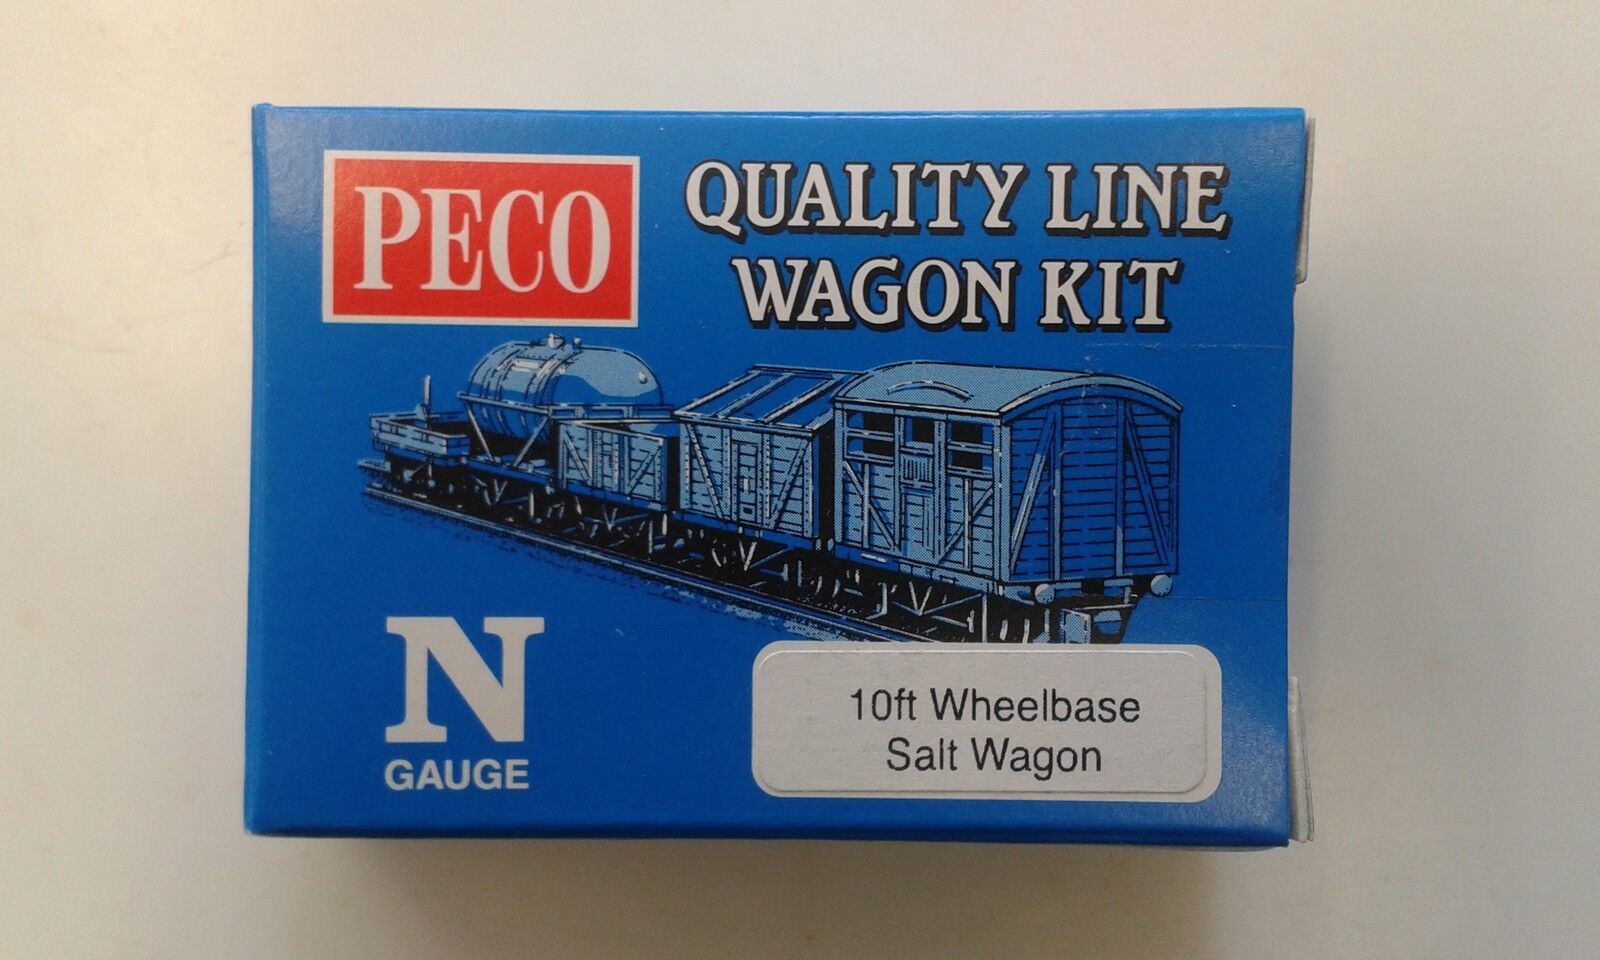 PECO
QUALITY LINE
WAGON KIT
N
GAUGE
10ft Wheelbase
Salt Wagon